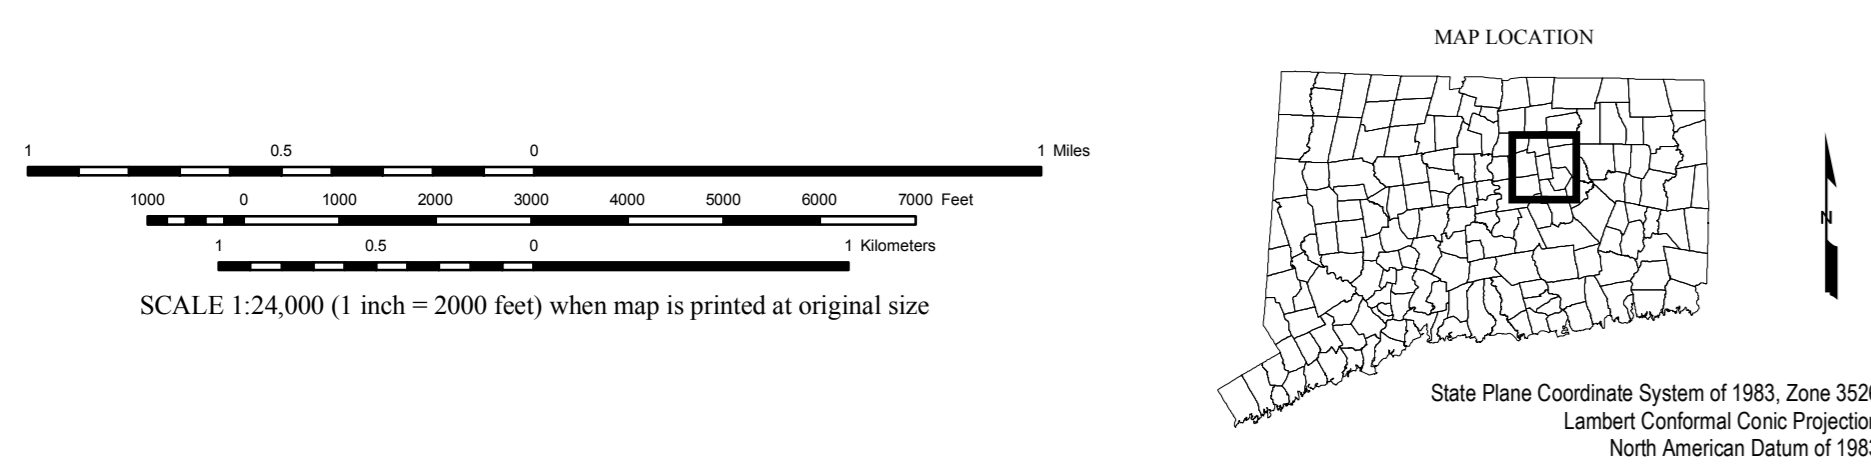 MAP LOCATION
1 0.5 0 1 Miles
1000 0 1000 2000 3000 4000 5000 6000 7000 Feet
1 0.5 0 1 Kilometers
SCALE 1:24,000 (1 inch = 2000 feet) when map is printed at original size
N
State Plane Coordinate System of 1983, Zone 3526
Lambert Conformal Conic Projection
North American Datum of 1983